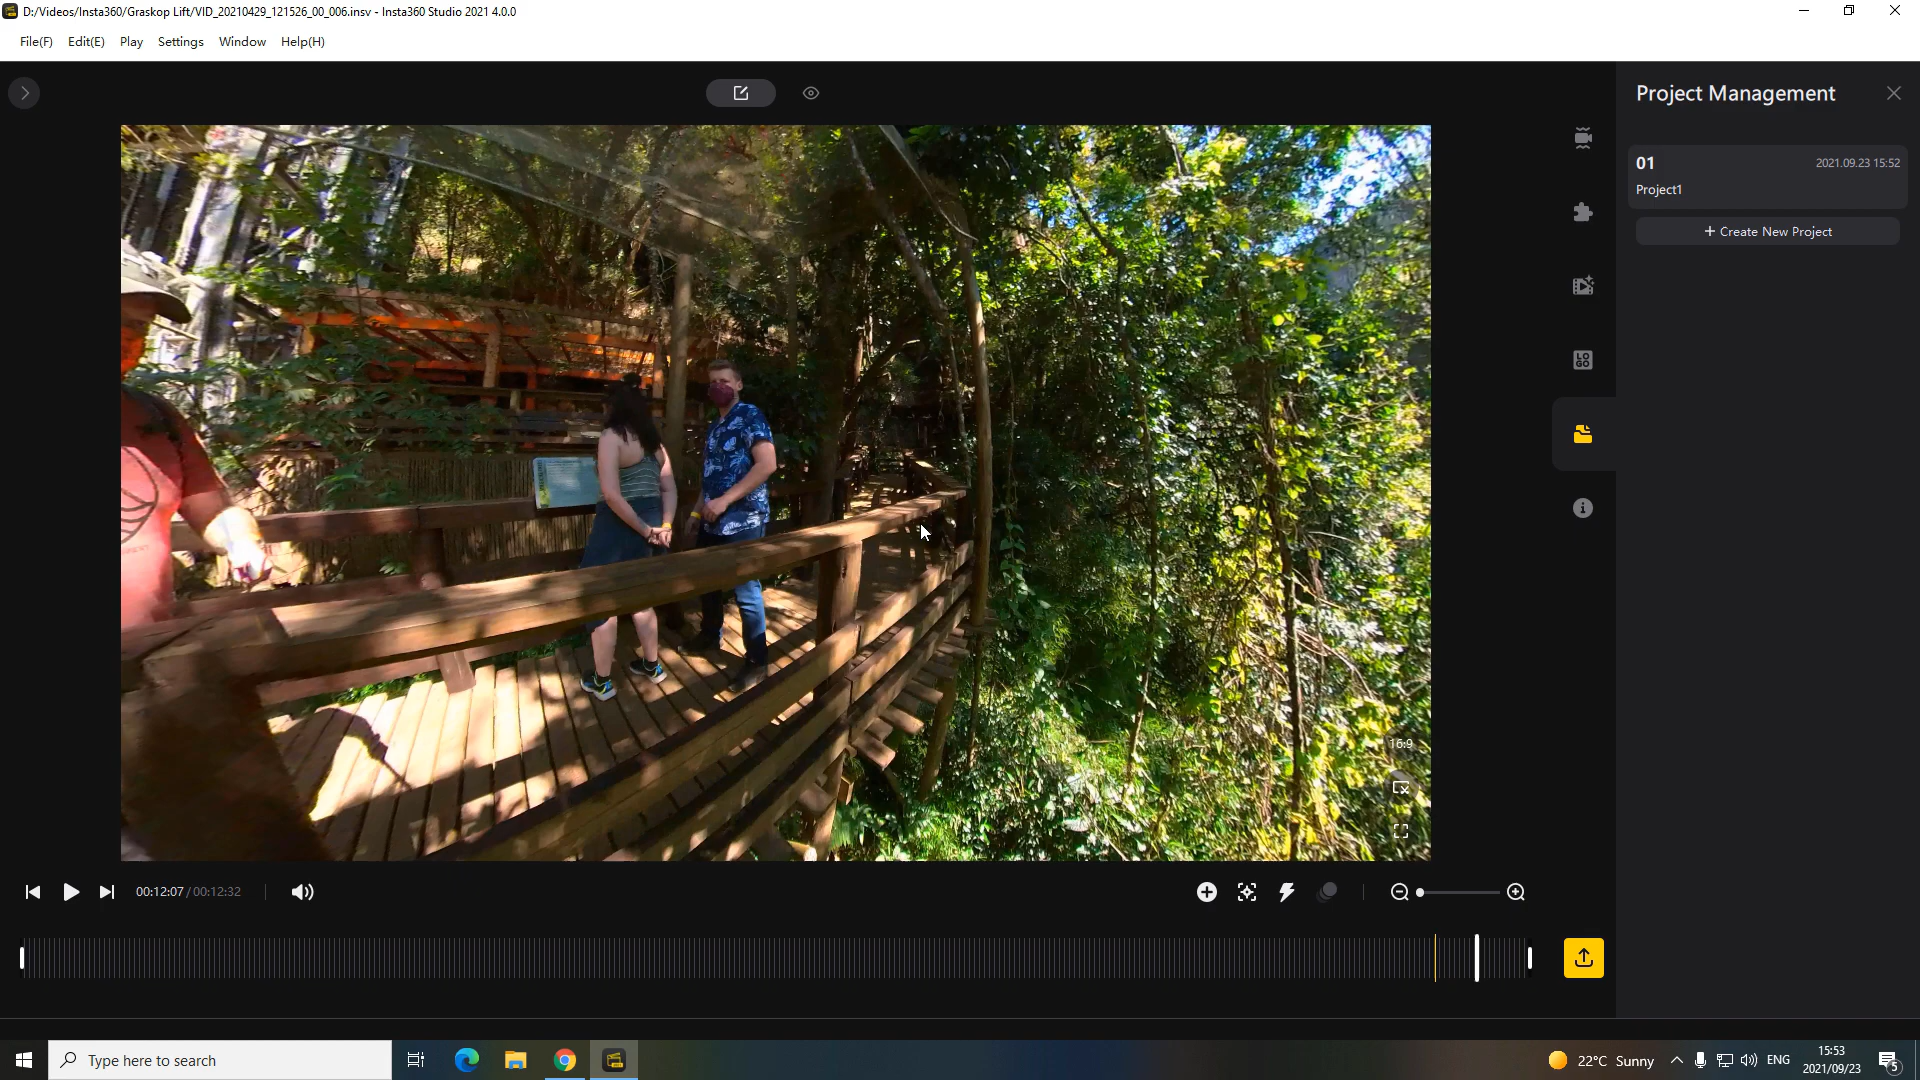 D:/Videos/Insta360/Graskop Lift/VID_20210429_121526_00_006.insv - Insta360 Studio 2021 4.0.0
File(F) Edit(E) Play Settings Window Help(H)
Project Management
01 2021.09.23 15:52
Project1
+ Create New Project
LOGO
16:9
00:12:07/00:12:32
Type here to search
22°C Sunny
ENG
15:53
2021/09/23
5